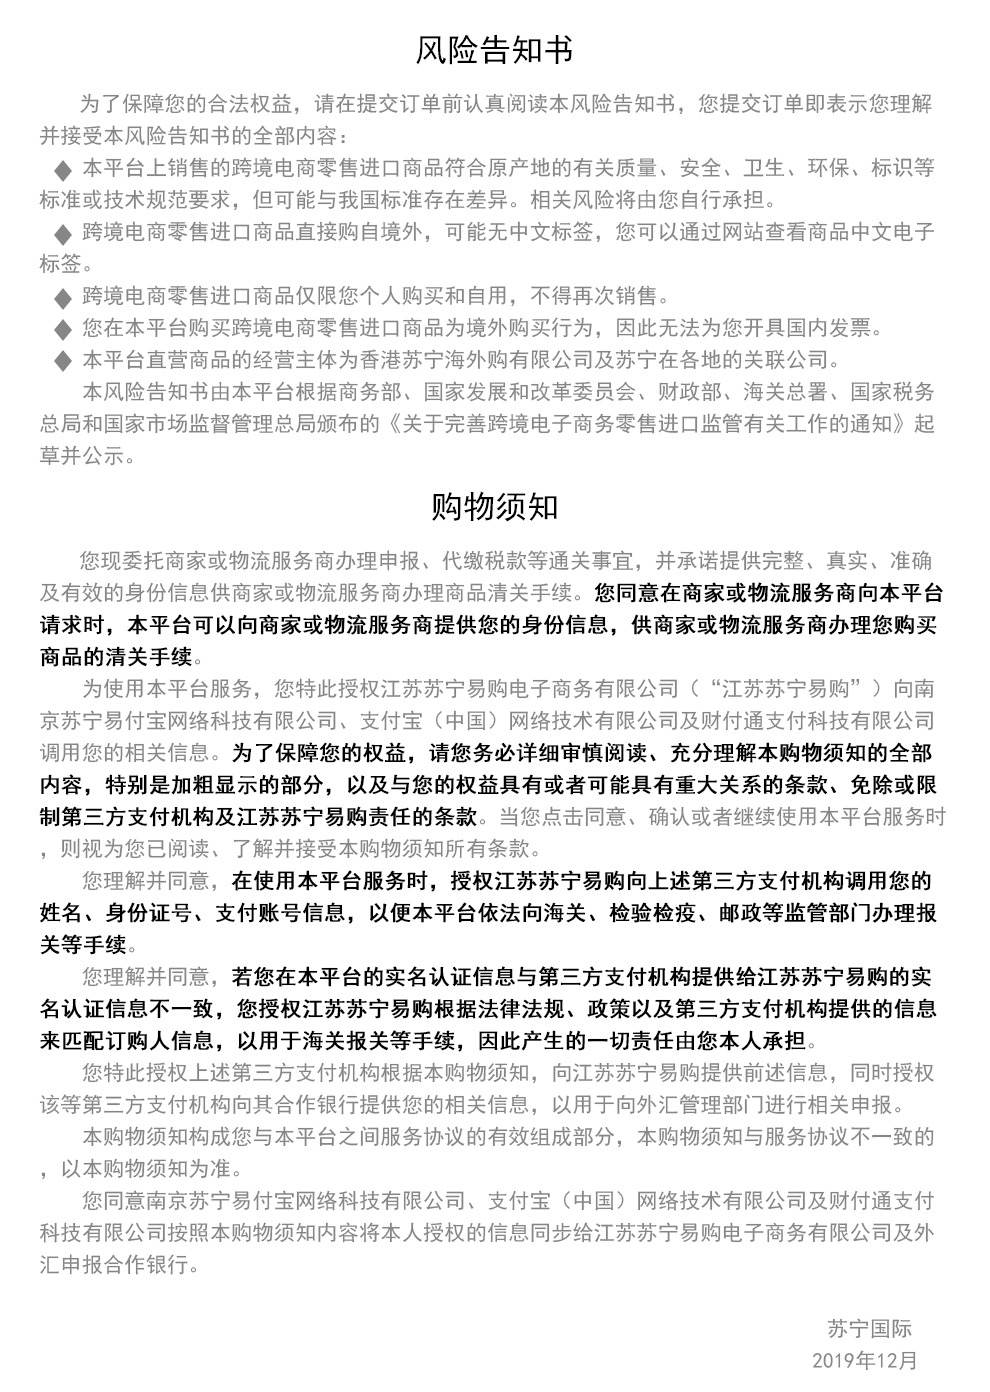 风险告知书
为了保障您的合法权益，请在提交订单前认真阅读本风险告知书，您提交订单即表示您理解
并接受本风险告知书的全部内容：
◆ 本平台上销售的跨境电商零售进口商品符合原产地的有关质量、安全、卫生、环保、标识等
标准或技术规范要求，但可能与我国标准存在差异。相关风险将由您自行承担。
◆ 跨境电商零售进口商品直接购自境外，可能无中文标签，您可以通过网站查看商品中文电子
标签。
◆ 跨境电商零售进口商品仅限您个人购买和自用，不得再次销售。
◆ 您在本平台购买跨境电商零售进口商品为境外购买行为，因此无法为您开具国内发票。
◆ 本平台直营商品的经营主体为香港苏宁海外购有限公司及苏宁在各地的关联公司。
本风险告知书由本平台根据商务部、国家发展和改革委员会、财政部、海关总署、国家税务
总局和国家市场监督管理总局颁布的《关于完善跨境电子商务零售进口监管有关工作的通知》起
草并公示。
购物须知
您现委托商家或物流服务商办理申报、代缴税款等通关事宜，并承诺提供完整、真实、准确
及有效的身份信息供商家或物流服务商办理商品清关手续。您同意在商家或物流服务商向本平台
请求时，本平台可以向商家或物流服务商提供您的身份信息，供商家或物流服务商办理您购买
商品的清关手续。
为使用本平台服务，您特此授权江苏苏宁易购电子商务有限公司（“江苏苏宁易购”）向南
京苏宁易付宝网络科技有限公司、支付宝（中国）网络技术有限公司及财付通支付科技有限公司
调用您的相关信息。为了保障您的权益，请您务必详细审慎阅读、充分理解本购物须知的全部
内容，特别是加粗显示的部分，以及与您的权益具有或者可能具有重大关系的条款、免除或限
制第三方支付机构及江苏苏宁易购责任的条款。当您点击同意、确认或者继续使用本平台服务时
，则视为您已阅读、了解并接受本购物须知所有条款。
您理解并同意，在使用本平台服务时，授权江苏苏宁易购向上述第三方支付机构调用您的
姓名、身份证号、支付账号信息，以便本平台依法向海关、检验检疫、邮政等监管部门办理报
关等手续。
您理解并同意，若您在本平台的实名认证信息与第三方支付机构提供给江苏苏宁易购的实
名认证信息不一致，您授权江苏苏宁易购根据法律法规、政策以及第三方支付机构提供的信息
来匹配订购人信息，以用于海关报关等手续，因此产生的一切责任由您本人承担。
您特此授权上述第三方支付机构根据本购物须知，向江苏苏宁易购提供前述信息，同时授权
该等第三方支付机构向其合作银行提供您的相关信息，以用于向外汇管理部门进行相关申报。
本购物须知构成您与本平台之间服务协议的有效组成部分，本购物须知与服务协议不一致的
，以本购物须知为准。
您同意南京苏宁易付宝网络科技有限公司、支付宝（中国）网络技术有限公司及财付通支付
科技有限公司按照本购物须知内容将本人授权的信息同步给江苏苏宁易购电子商务有限公司及外
汇申报合作银行。
苏宁国际
2019年12月